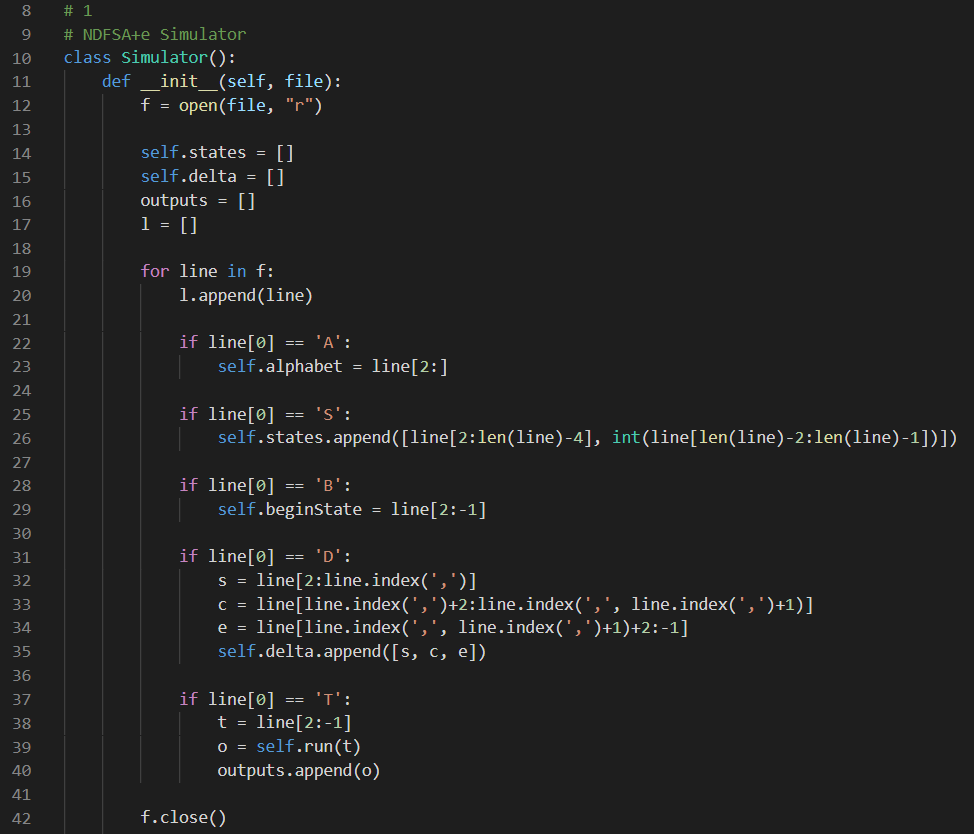 8 # 1
9 # NDFSA+e Simulator
10 class Simulator():
11     def __init__(self, file):
12         f = open(file, "r")
13
14         self.states = []
15         self.delta = []
16         outputs = []
17         l = []
18
19         for line in f:
20             l.append(line)
21
22             if line[0] == 'A':
23                 self.alphabet = line[2:]
24
25             if line[0] == 'S':
26                 self.states.append([line[2:len(line)-4], int(line[len(line)-2:len(line)-1])])
27
28             if line[0] == 'B':
29                 self.beginState = line[2:-1]
30
31             if line[0] == 'D':
32                 s = line[2:line.index(',')]
33                 c = line[line.index(',')+2:line.index(',', line.index(',')+1)]
34                 e = line[line.index(',', line.index(',')+1)+2:-1]
35                 self.delta.append([s, c, e])
36
37             if line[0] == 'T':
38                 t = line[2:-1]
39                 o = self.run(t)
40                 outputs.append(o)
41
42         f.close()